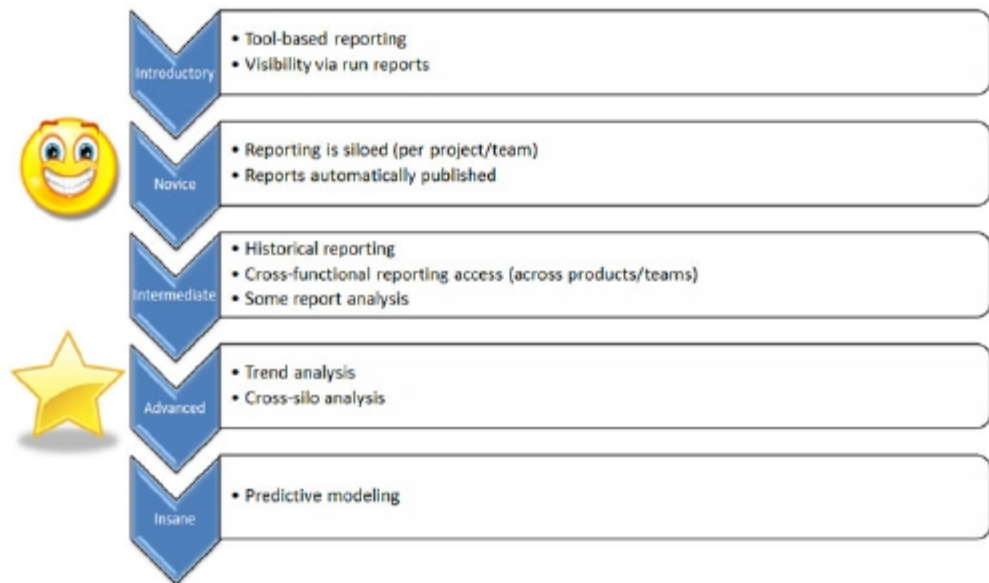 Introductory
• Tool-based reporting
• Visibility via run reports
Novice
• Reporting is siloed (per project/team)
• Reports automatically published
Intermediate
• Historical reporting
• Cross-functional reporting access (across products/teams)
• Some report analysis
Advanced
• Trend analysis
• Cross-silo analysis
Insane
• Predictive modeling